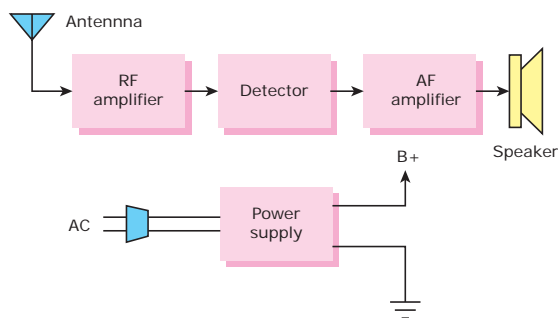 Antennna
RF
amplifier
Detector
AF
amplifier
Speaker
B+
AC
Power
supply